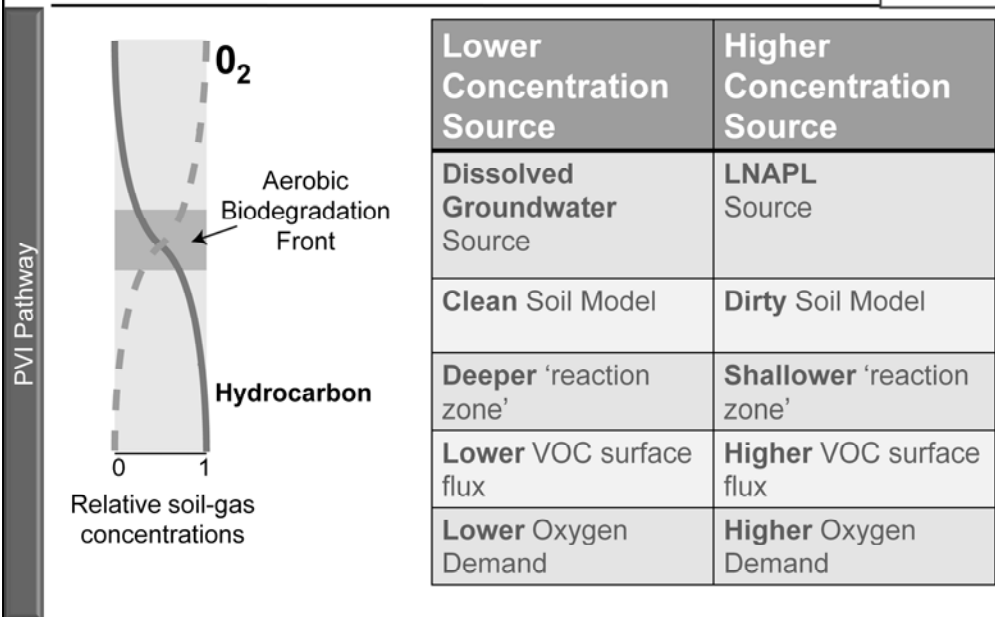 PVI Pathway
0₂
Aerobic
Biodegradation
Front
Hydrocarbon
0 1
Relative soil-gas
concentrations
Lower
Concentration
Source
Higher
Concentration
Source
Dissolved
Groundwater
Source
LNAPL
Source
Clean Soil Model
Dirty Soil Model
Deeper ‘reaction
zone’
Shallower ‘reaction
zone’
Lower VOC surface
flux
Higher VOC surface
flux
Lower Oxygen
Demand
Higher Oxygen
Demand